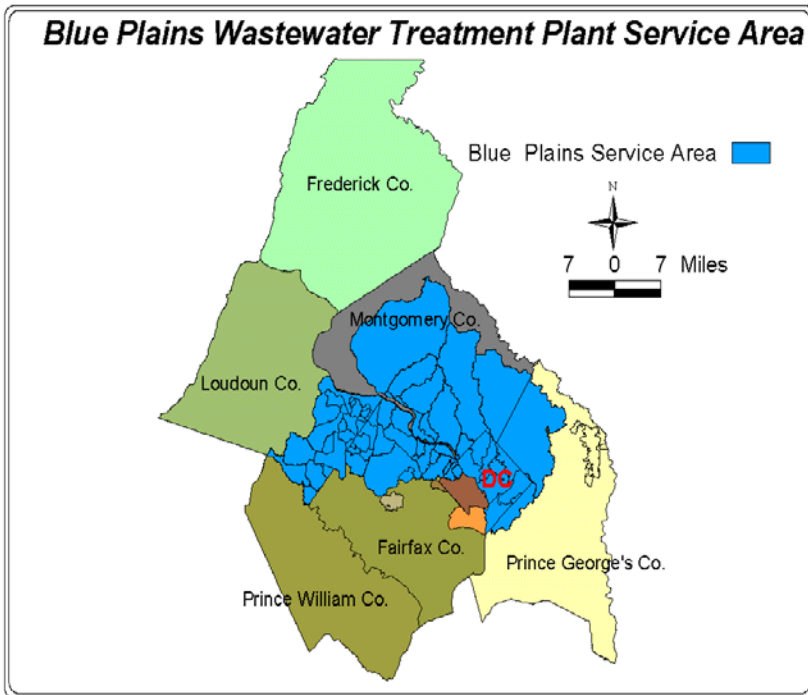 Blue Plains Wastewater Treatment Plant Service Area
Frederick Co.
Blue Plains Service Area
N
7 0 7 Miles
Montgomery Co.
Loudoun Co.
DC
Fairfax Co.
Prince George's Co.
Prince William Co.